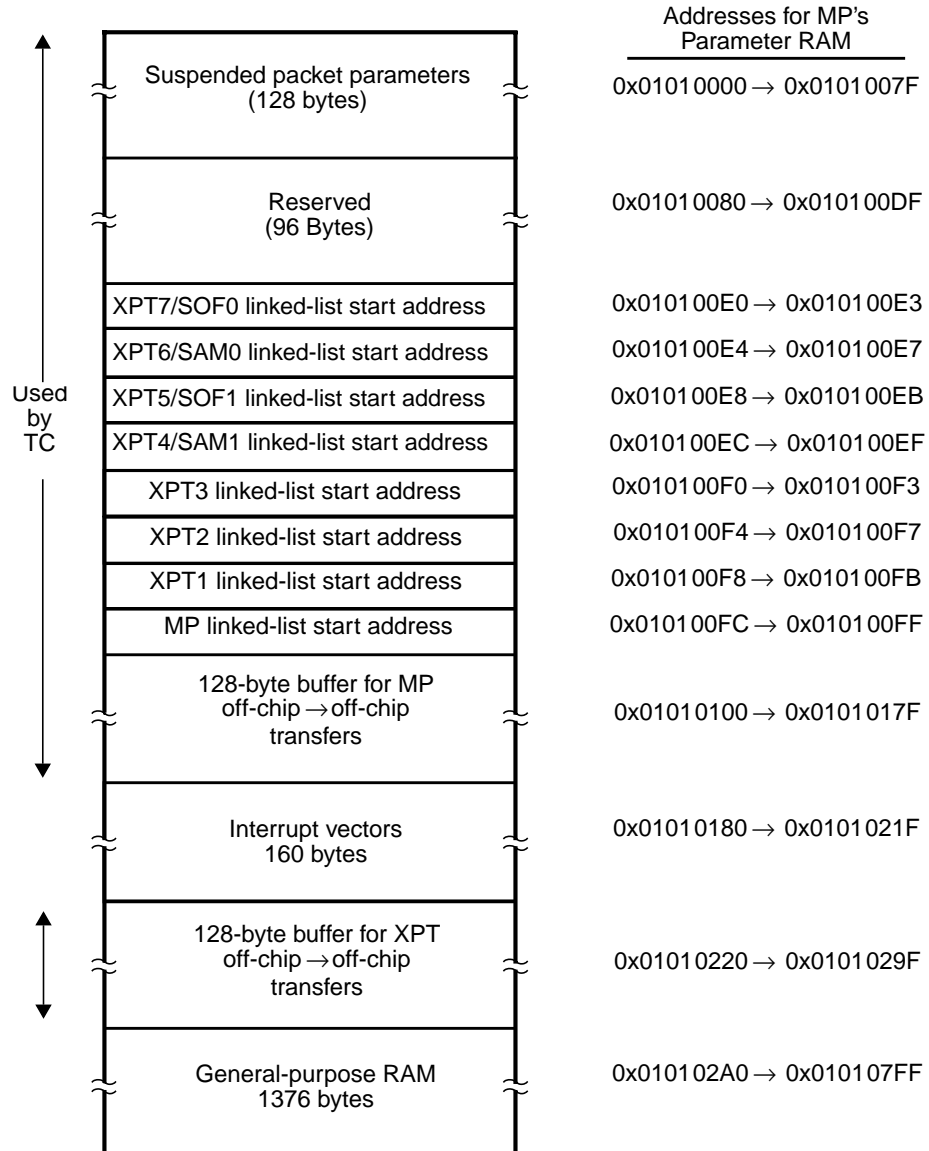 Addresses for MP's
Parameter RAM
Suspended packet parameters
(128 bytes)
0x01010000 → 0x0101007F
Reserved
(96 Bytes)
0x01010080 → 0x010100DF
XPT7/SOF0 linked-list start address
0x010100E0 → 0x010100E3
XPT6/SAM0 linked-list start address
0x010100E4 → 0x010100E7
Used
by
TC
XPT5/SOF1 linked-list start address
0x010100E8 → 0x010100EB
XPT4/SAM1 linked-list start address
0x010100EC → 0x010100EF
XPT3 linked-list start address
0x010100F0 → 0x010100F3
XPT2 linked-list start address
0x010100F4 → 0x010100F7
XPT1 linked-list start address
0x010100F8 → 0x010100FB
MP linked-list start address
0x010100FC → 0x010100FF
128-byte buffer for MP
off-chip → off-chip
transfers
0x01010100 → 0x0101017F
Interrupt vectors
160 bytes
0x01010180 → 0x0101021F
128-byte buffer for XPT
off-chip → off-chip
transfers
0x01010220 → 0x0101029F
General-purpose RAM
1376 bytes
0x010102A0 → 0x010107FF